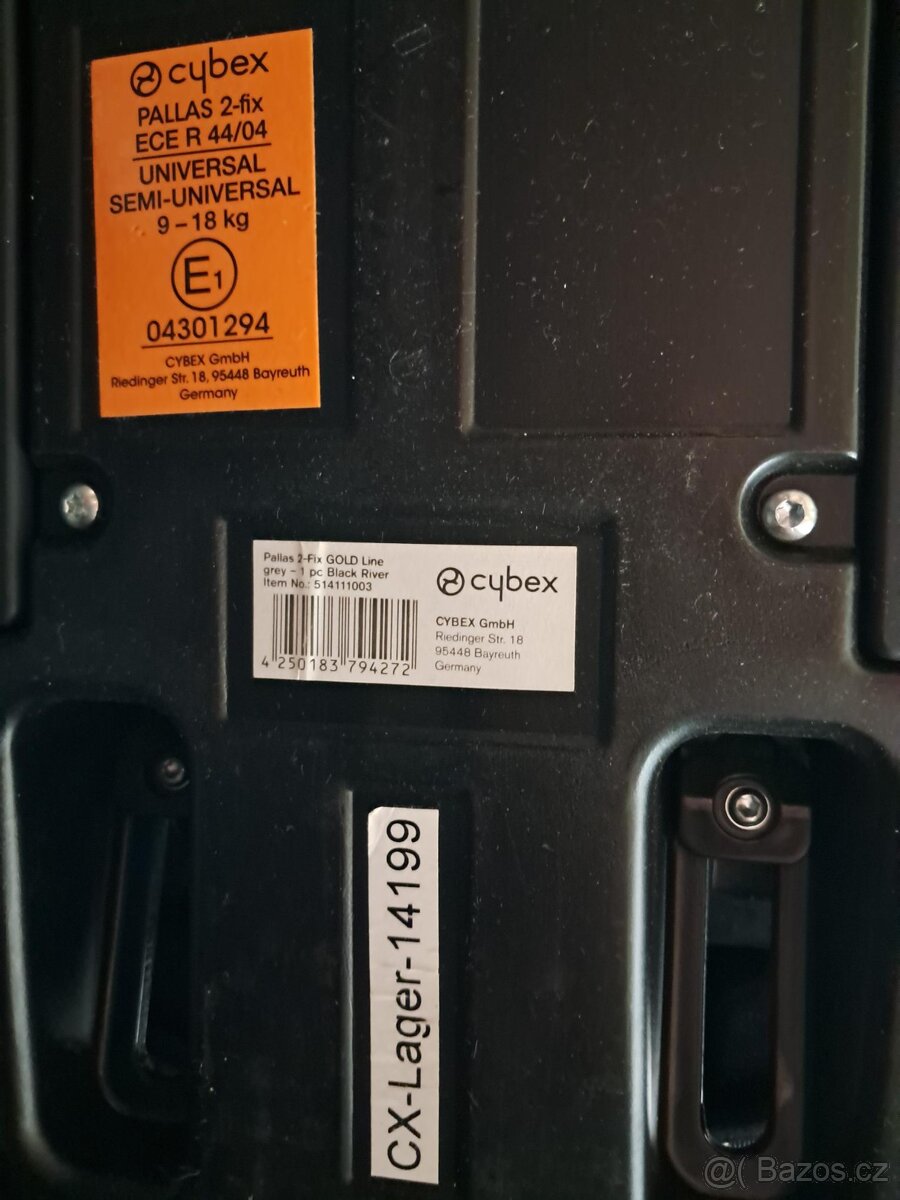 cybex
PALLAS 2-fix
ECE R 44/04
UNIVERSAL
SEMI-UNIVERSAL
9 – 18 kg
E1
04301294
CYBEX GmbH
Riedinger Str. 18, 95448 Bayreuth
Germany
Pallas 2-Fix GOLD Line
grey – 1 pc Black River
Item No.: 514111003
4 250183 794272
cybex
CYBEX GmbH
Riedinger Str. 18
95448 Bayreuth
Germany
CX-Lager-14199
@( Bazos.cz